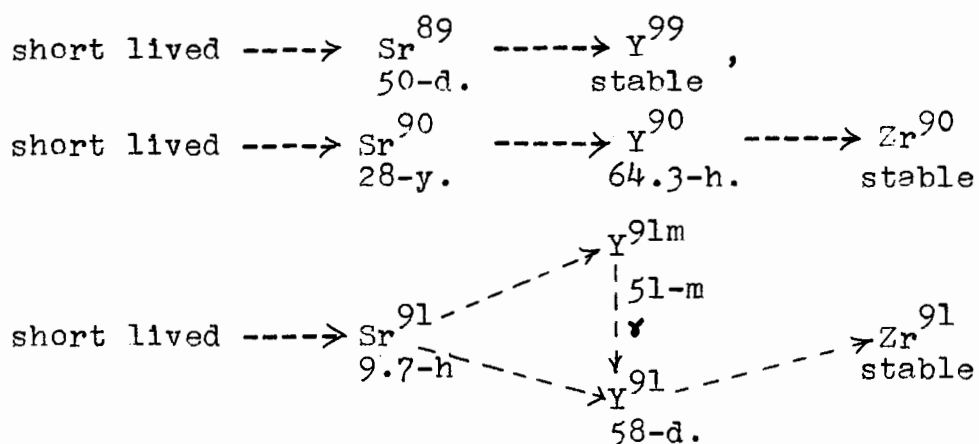 short lived ----→ Sr⁸⁹ ----→ Y⁹⁹ ,
50-d. stable
short lived ----→ Sr⁹⁰ ----→ Y⁹⁰ ----→ Zr⁹⁰
28-y. 64.3-h. stable
Y⁹¹ᵐ
51-m
short lived ----→ Sr⁹¹ γ Zr⁹¹
9.7-h stable
Y⁹¹
58-d.